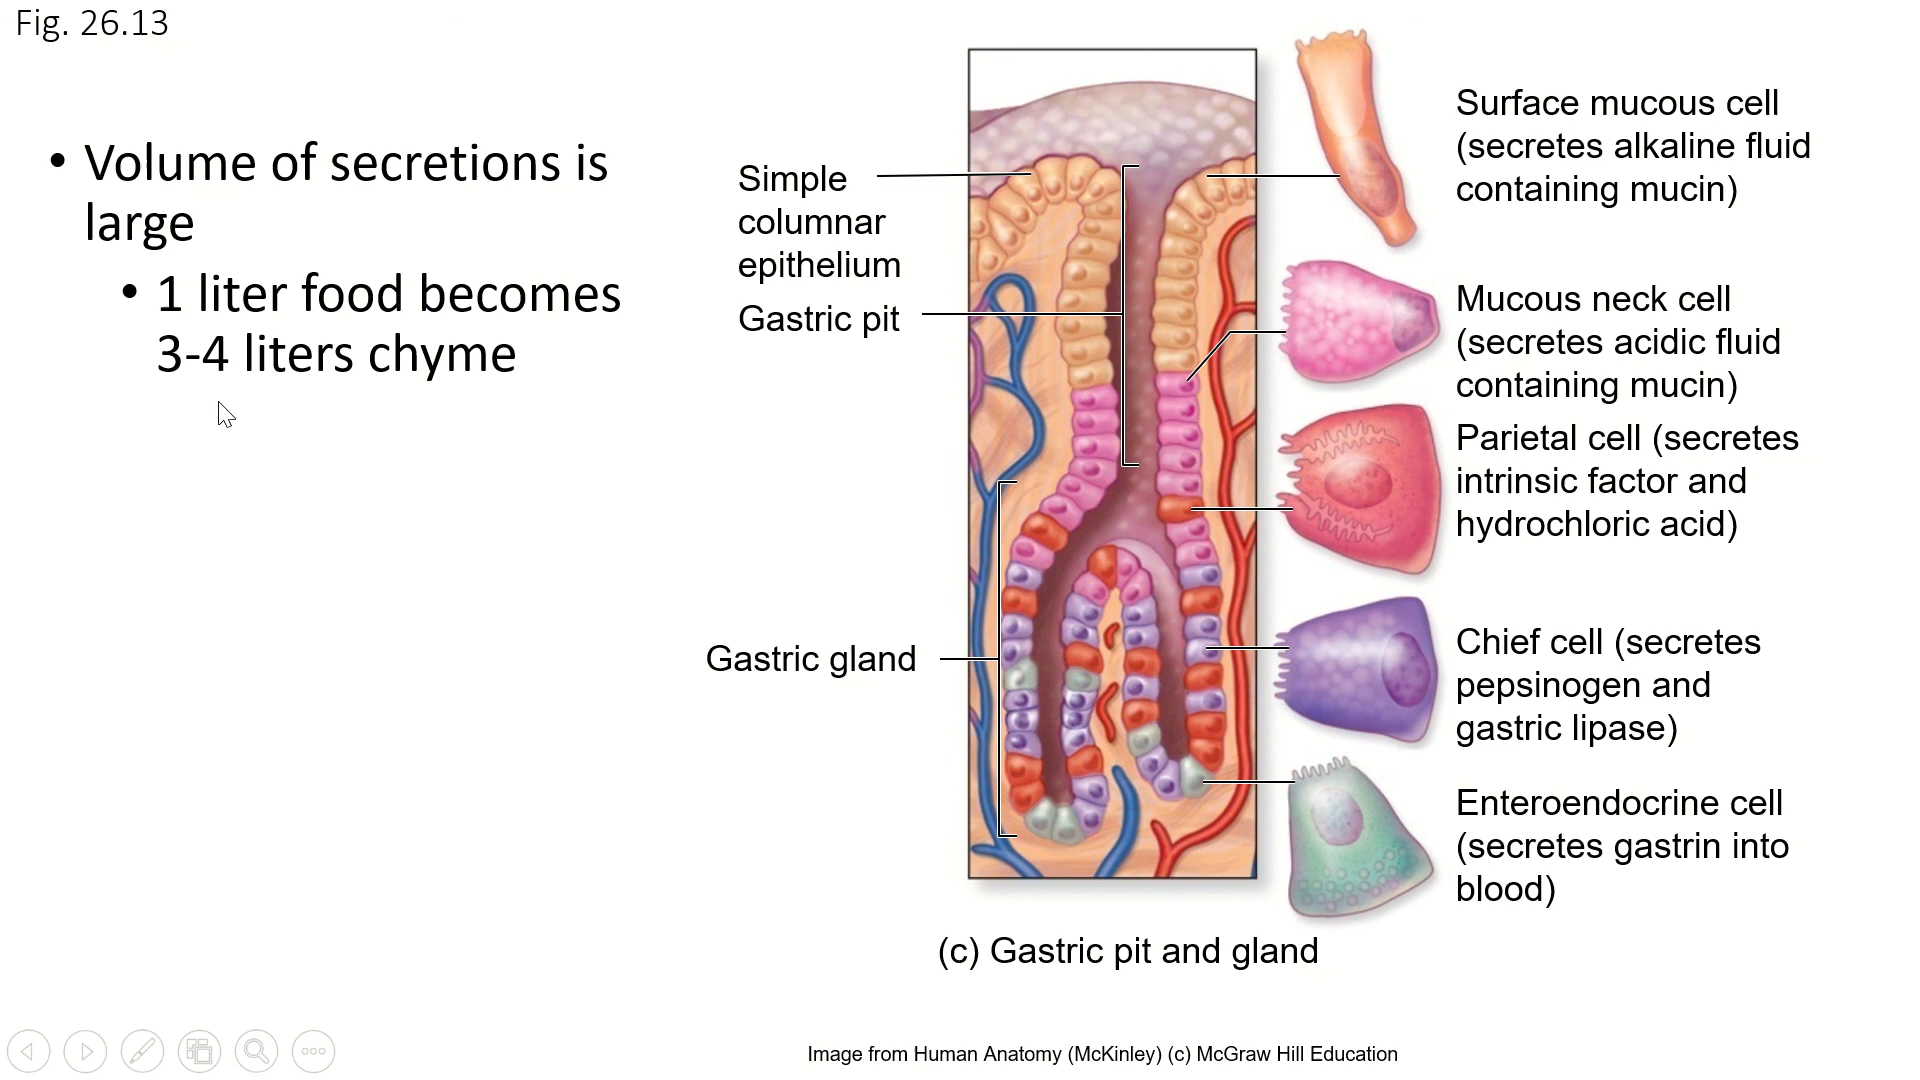 Fig. 26.13
• Volume of secretions is
large
• 1 liter food becomes
3-4 liters chyme
Simple
columnar
epithelium
Gastric pit
Gastric gland
Surface mucous cell
(secretes alkaline fluid
containing mucin)
Mucous neck cell
(secretes acidic fluid
containing mucin)
Parietal cell (secretes
intrinsic factor and
hydrochloric acid)
Chief cell (secretes
pepsinogen and
gastric lipase)
Enteroendocrine cell
(secretes gastrin into
blood)
(c) Gastric pit and gland
Image from Human Anatomy (McKinley) (c) McGraw Hill Education